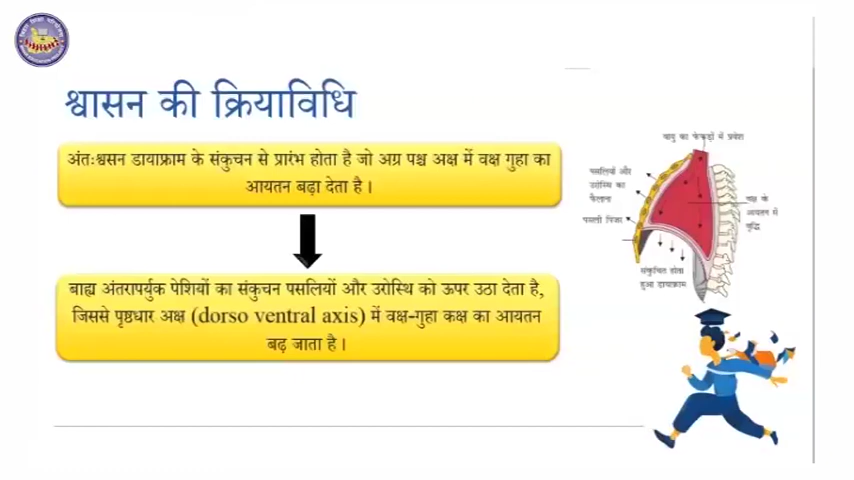 श्वासन की क्रियाविधि
अंतःश्वसन डायाफ्राम के संकुचन से प्रारंभ होता है जो अग्र पश्च अक्ष में वक्ष गुहा का
आयतन बढ़ा देता है ।
बाह्य अंतरापर्युक पेशियों का संकुचन पसलियों और उरोस्थि को ऊपर उठा देता है,
जिससे पृष्ठधार अक्ष (dorso ventral axis) में वक्ष-गुहा कक्ष का आयतन
बढ़ जाता है ।
वायु का फेफड़ों में प्रवेश
पसलियों और
उरोस्थि का
फैलाना
पसली पिंजर
वक्ष के
आयतन में
वृद्धि
संकुचित होता
हुआ डायाफ्राम